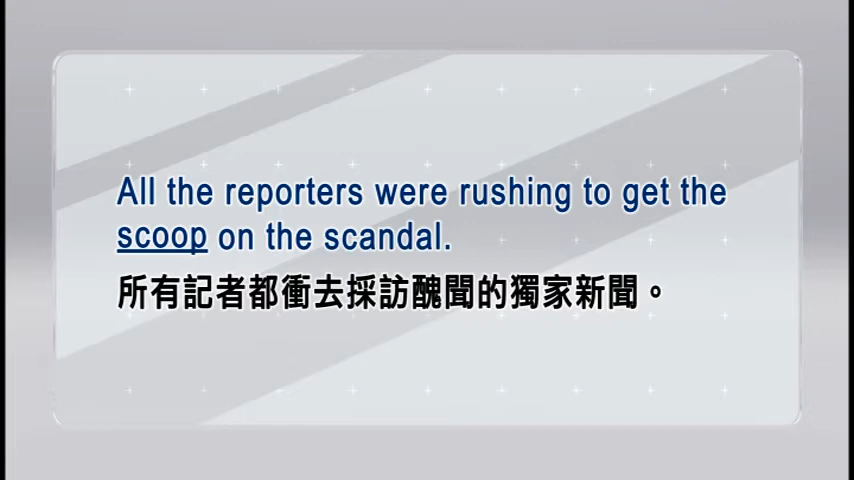 All the reporters were rushing to get the
scoop on the scandal.
所有記者都衝去採訪醜聞的獨家新聞。